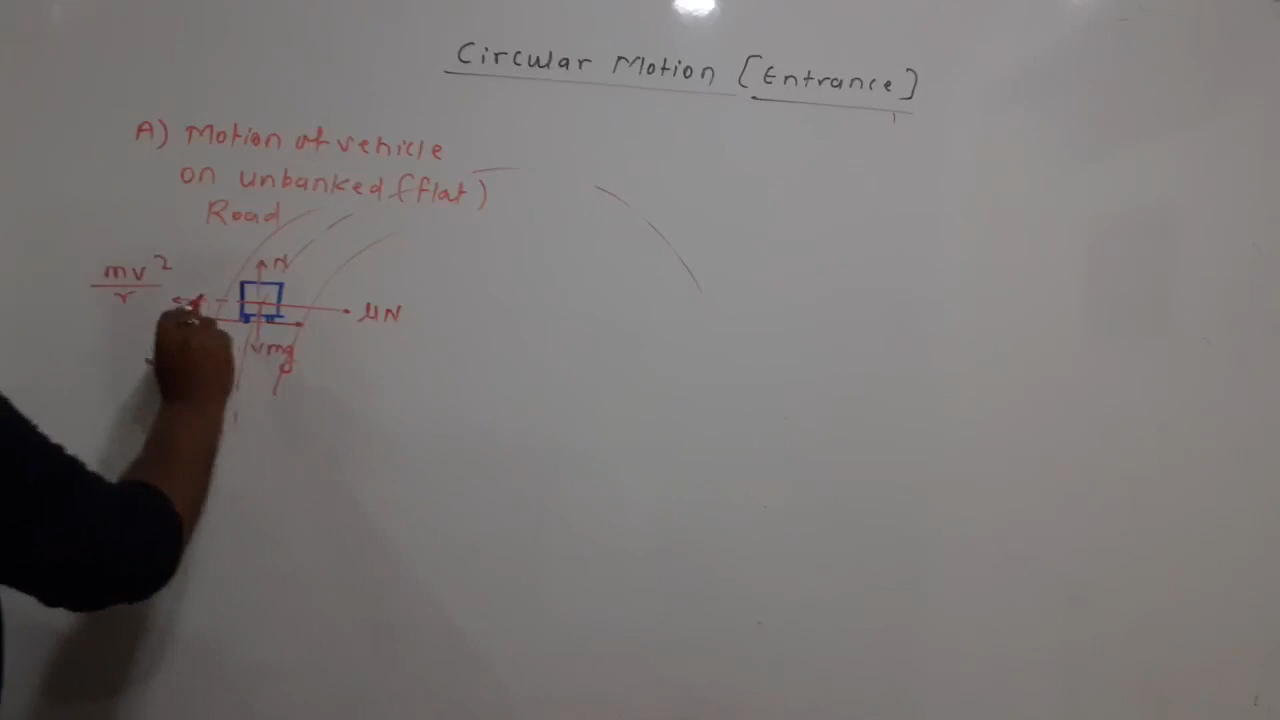 Circular Motion [Entrance]
A) Motion of vehicle
on unbanked (flat)
Road
mv²
r
N
μN
mg